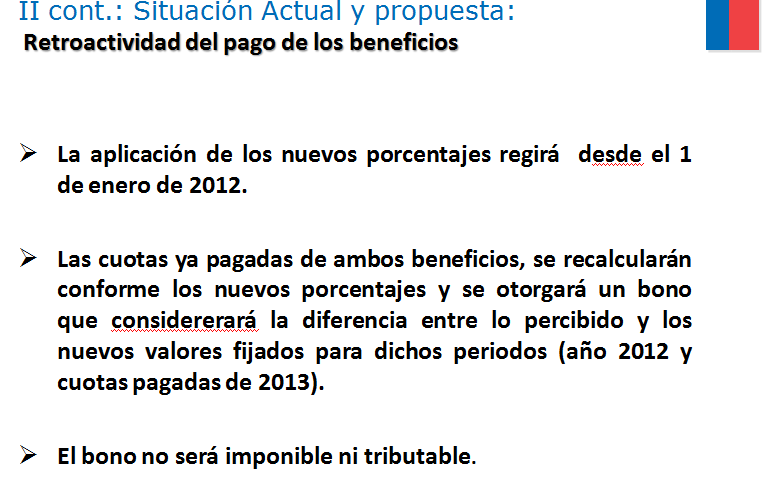 II cont.: Situación Actual y propuesta:
Retroactividad del pago de los beneficios
➢ La aplicación de los nuevos porcentajes regirá desde el 1
de enero de 2012.
➢ Las cuotas ya pagadas de ambos beneficios, se recalcularán
conforme los nuevos porcentajes y se otorgará un bono
que considererará la diferencia entre lo percibido y los
nuevos valores fijados para dichos periodos (año 2012 y
cuotas pagadas de 2013).
➢ El bono no será imponible ni tributable.